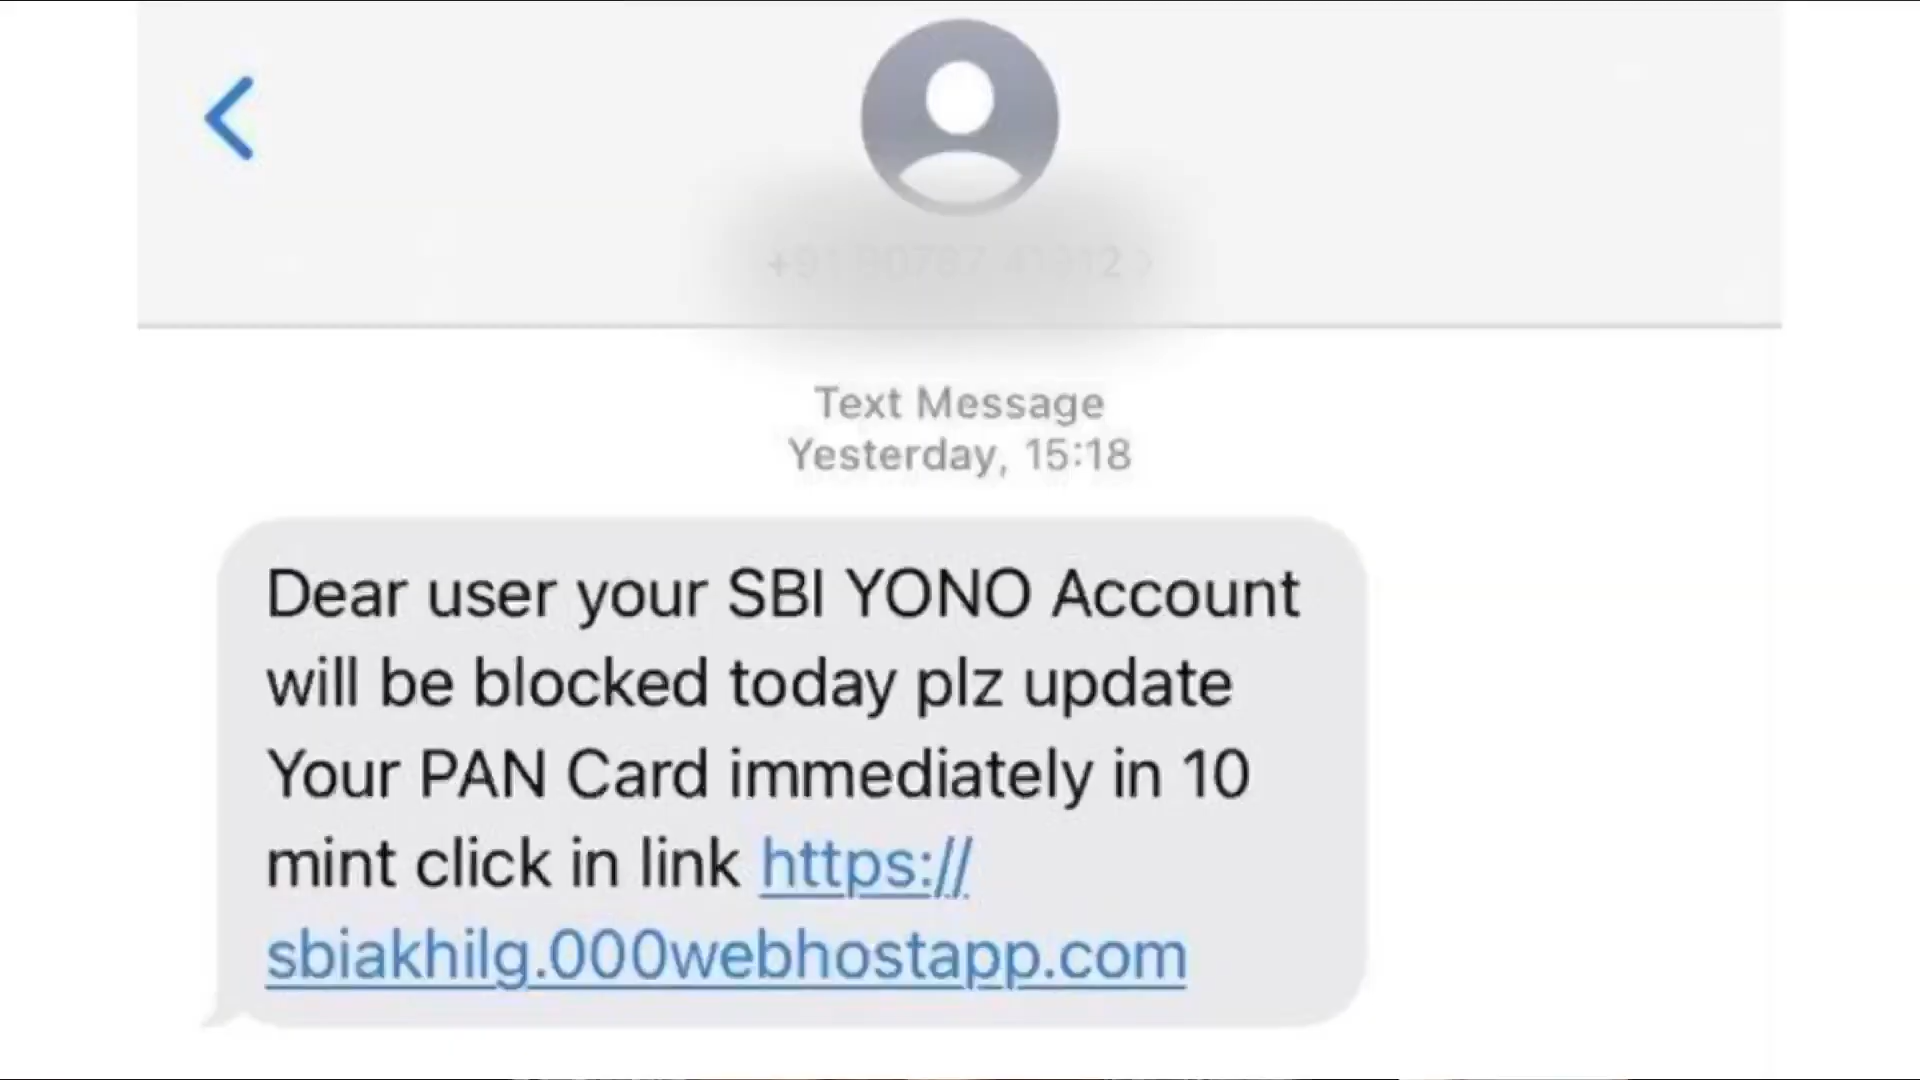 Text Message
Yesterday, 15:18
Dear user your SBI YONO Account
will be blocked today plz update
Your PAN Card immediately in 10
mint click in link https://
sbiakhilg.000webhostapp.com